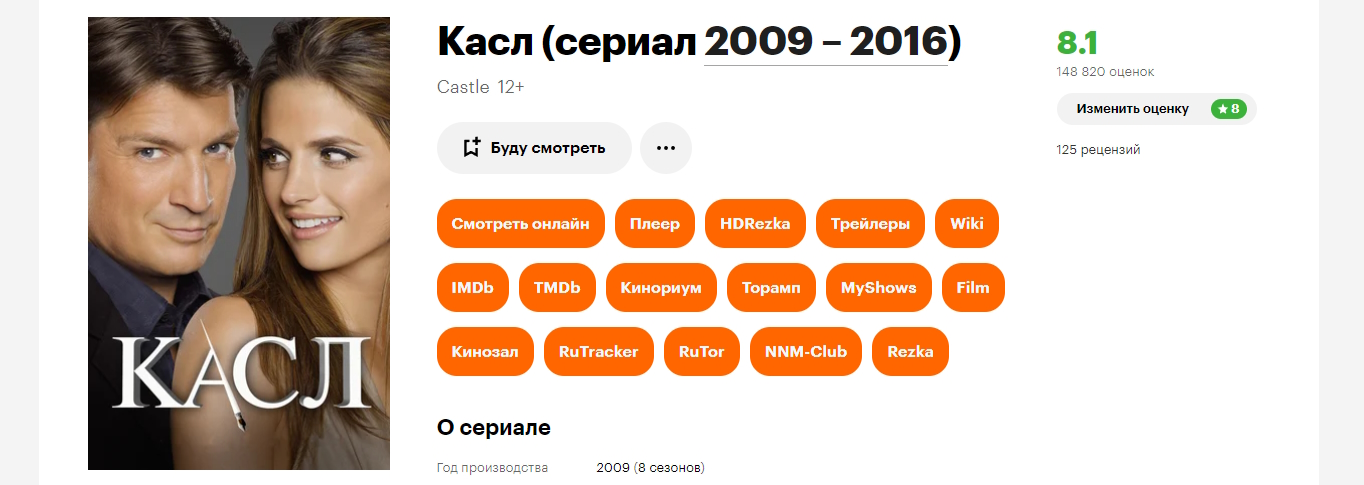 КАСЛ
Касл (сериал 2009 – 2016)
Castle 12+
Буду смотреть
Смотреть онлайн Плеер HDRezka Трейлеры Wiki
IMDb TMDb Кинориум Торамп MyShows Film
Кинозал RuTracker RuTor NNM-Club Rezka
О сериале
Год производства 2009 (8 сезонов)
8.1
148 820 оценок
Изменить оценку ★ 8
125 рецензий